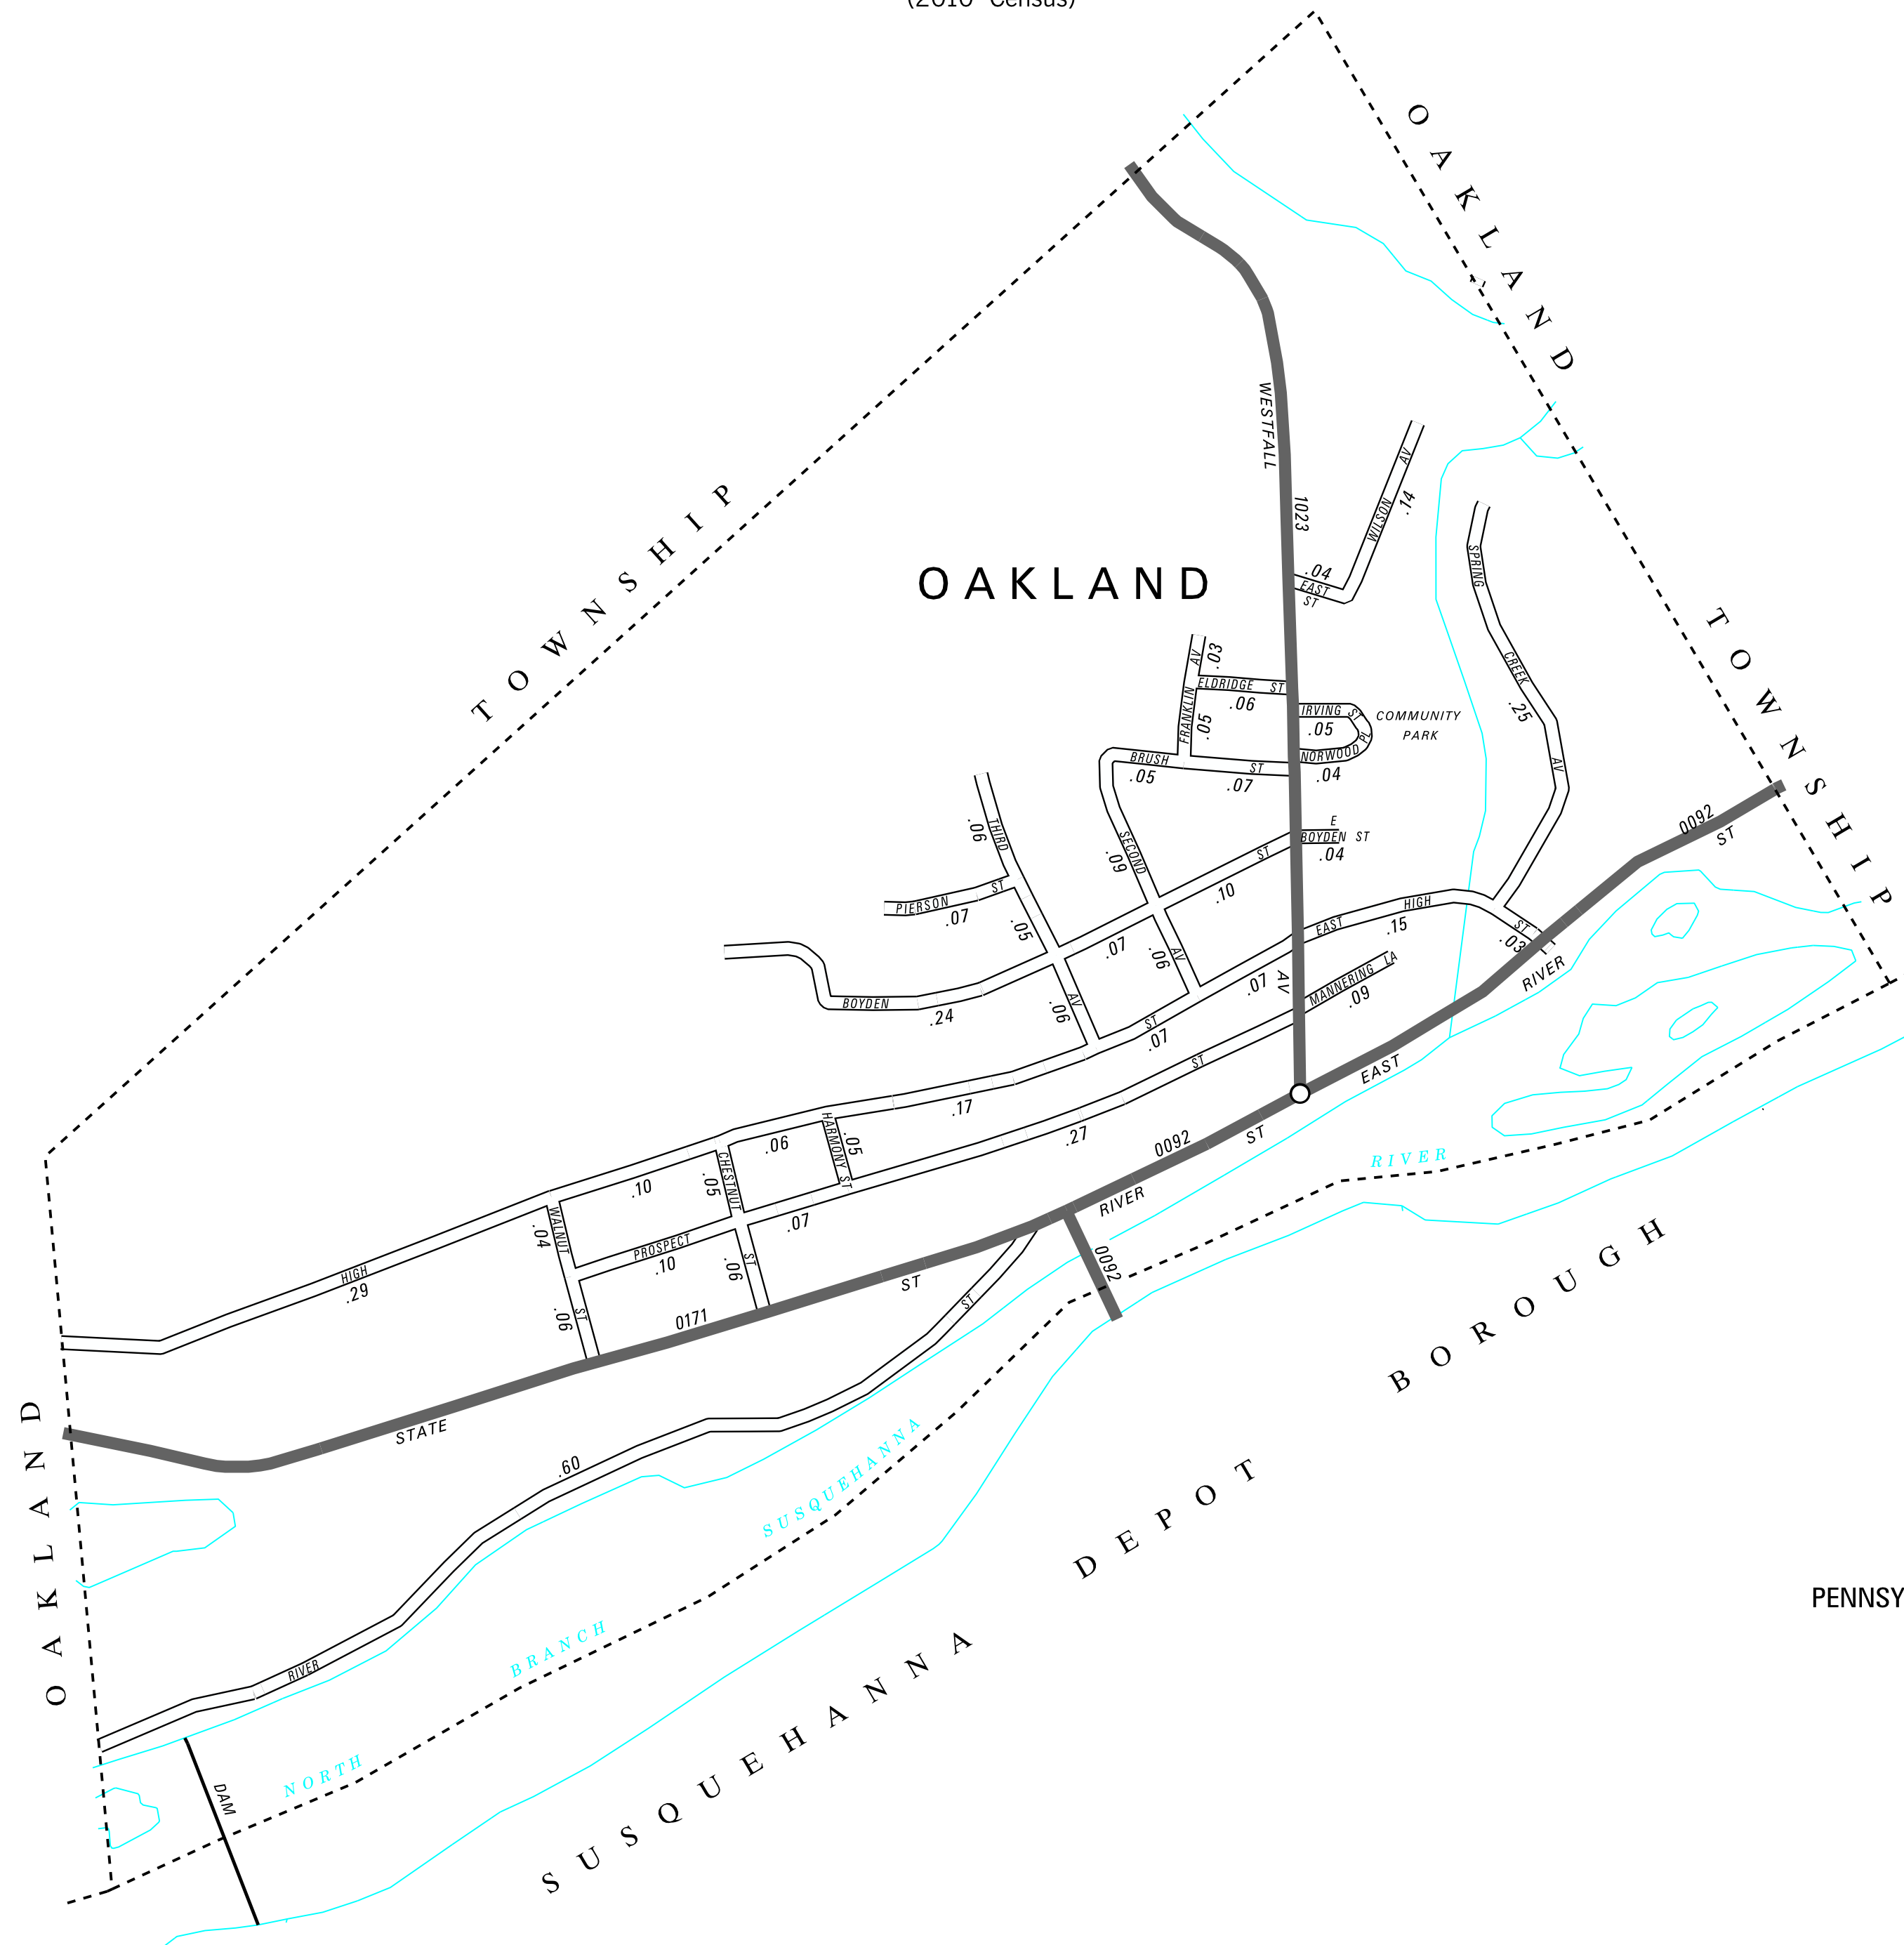 (2010 Census)
OAKLAND
TOWNSHIP
WESTFALL
1023
WILSON AV
.14
.04
EAST
ST
OAKLAND
SPRING
CREEK
.25
AV
TOWNSHIP
AV
.03
ELDRIDGE ST
.06
FRANKLIN
.05
IRVING ST
.05
COMMUNITY
PARK
NORWOOD PL
.04
BRUSH ST
.05
.07
THIRD
.06
SECOND
.09
E
BOYDEN ST
.04
ST
.10
0092
ST
PIERSON ST
.07
.05
.07
AV
.06
EAST HIGH
.15
ST
.03
RIVER
BOYDEN
.24
AV
.06
.07
AV
MANNERING LA
.09
ST
.07
ST
EAST
.17
.27
HARMONY ST
.05
.06
CHESTNUT
.05
0092
ST
RIVER
.10
WALNUT
.04
.07
RIVER
PROSPECT
.10
ST
.06
0092
HIGH
.29
ST
.06
0171
ST
ST
BOROUGH
STATE
.60
SUSQUEHANNA
DEPOT
OAKLAND
RIVER
BRANCH
PENNSY
NORTH
DAM
SUSQUEHANNA